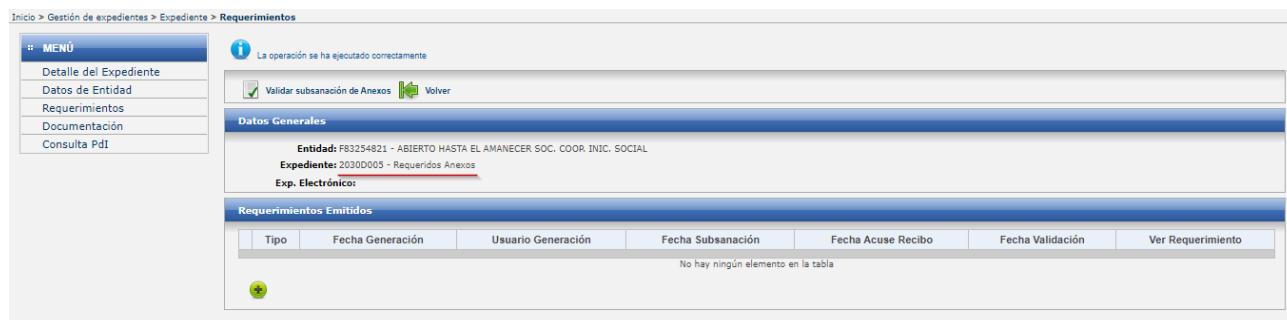 Inicio > Gestión de expedientes > Expediente > Requerimientos
MENÚ
Detalle del Expediente
Datos de Entidad
Requerimientos
Documentación
Consulta PdI
La operación se ha ejecutado correctamente
Validar subsanación de Anexos Volver
Datos Generales
Entidad: F83254821 - ABIERTO HASTA EL AMANECER SOC. COOP. INIC. SOCIAL
Expediente: 2030D005 - Requeridos Anexos
Exp. Electrónico:
Requerimientos Emitidos
Tipo Fecha Generación Usuario Generación Fecha Subsanación Fecha Acuse Recibo Fecha Validación Ver Requerimiento
No hay ningún elemento en la tabla